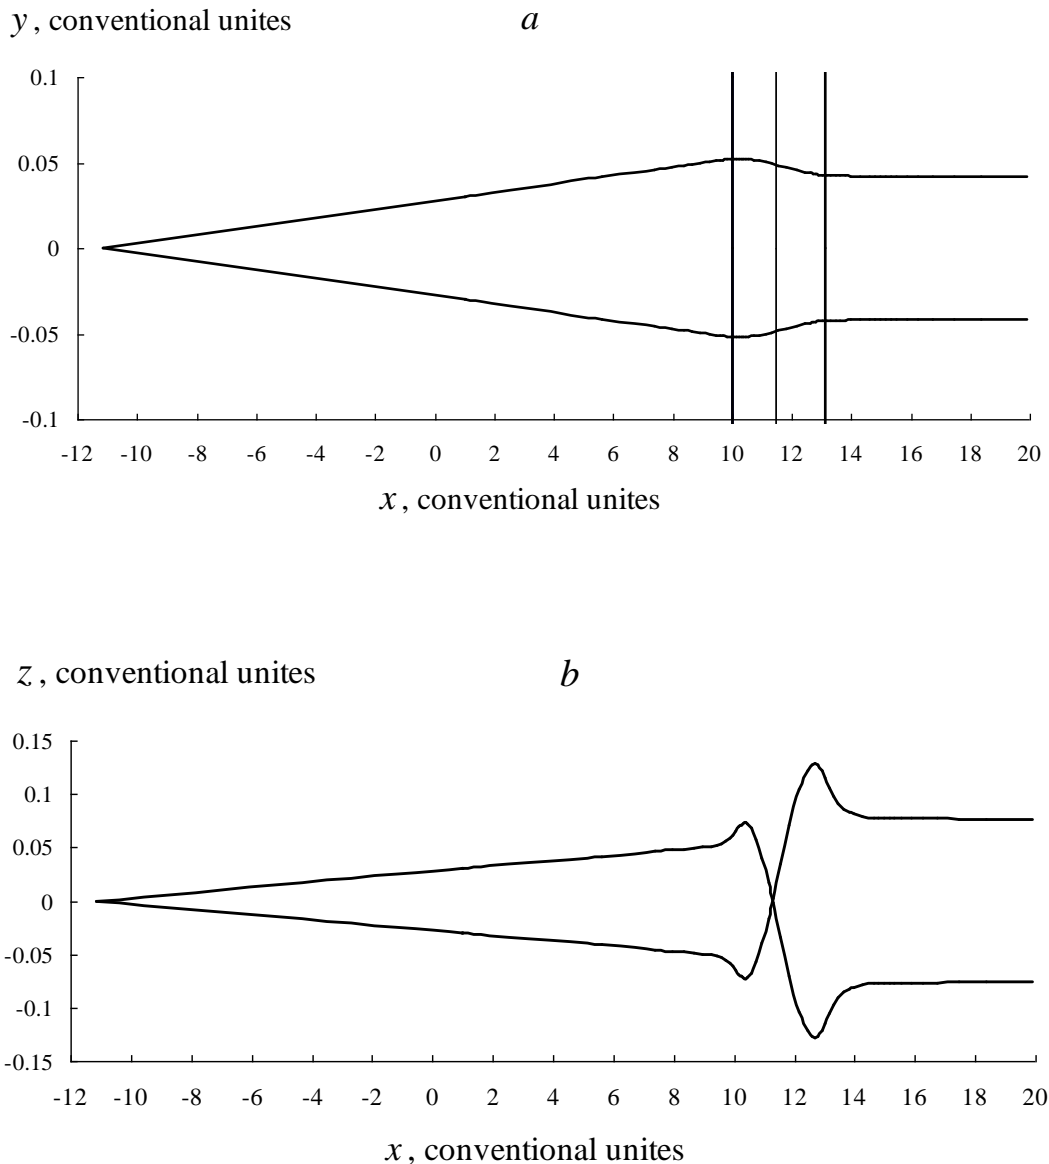 y, conventional unites
a
0.1
0.05
0
-0.05
-0.1
-12 -10 -8 -6 -4 -2 0 2 4 6 8 10 12 14 16 18 20
x, conventional unites
z, conventional unites
b
0.15
0.1
0.05
0
-0.05
-0.1
-0.15
-12 -10 -8 -6 -4 -2 0 2 4 6 8 10 12 14 16 18 20
x, conventional unites